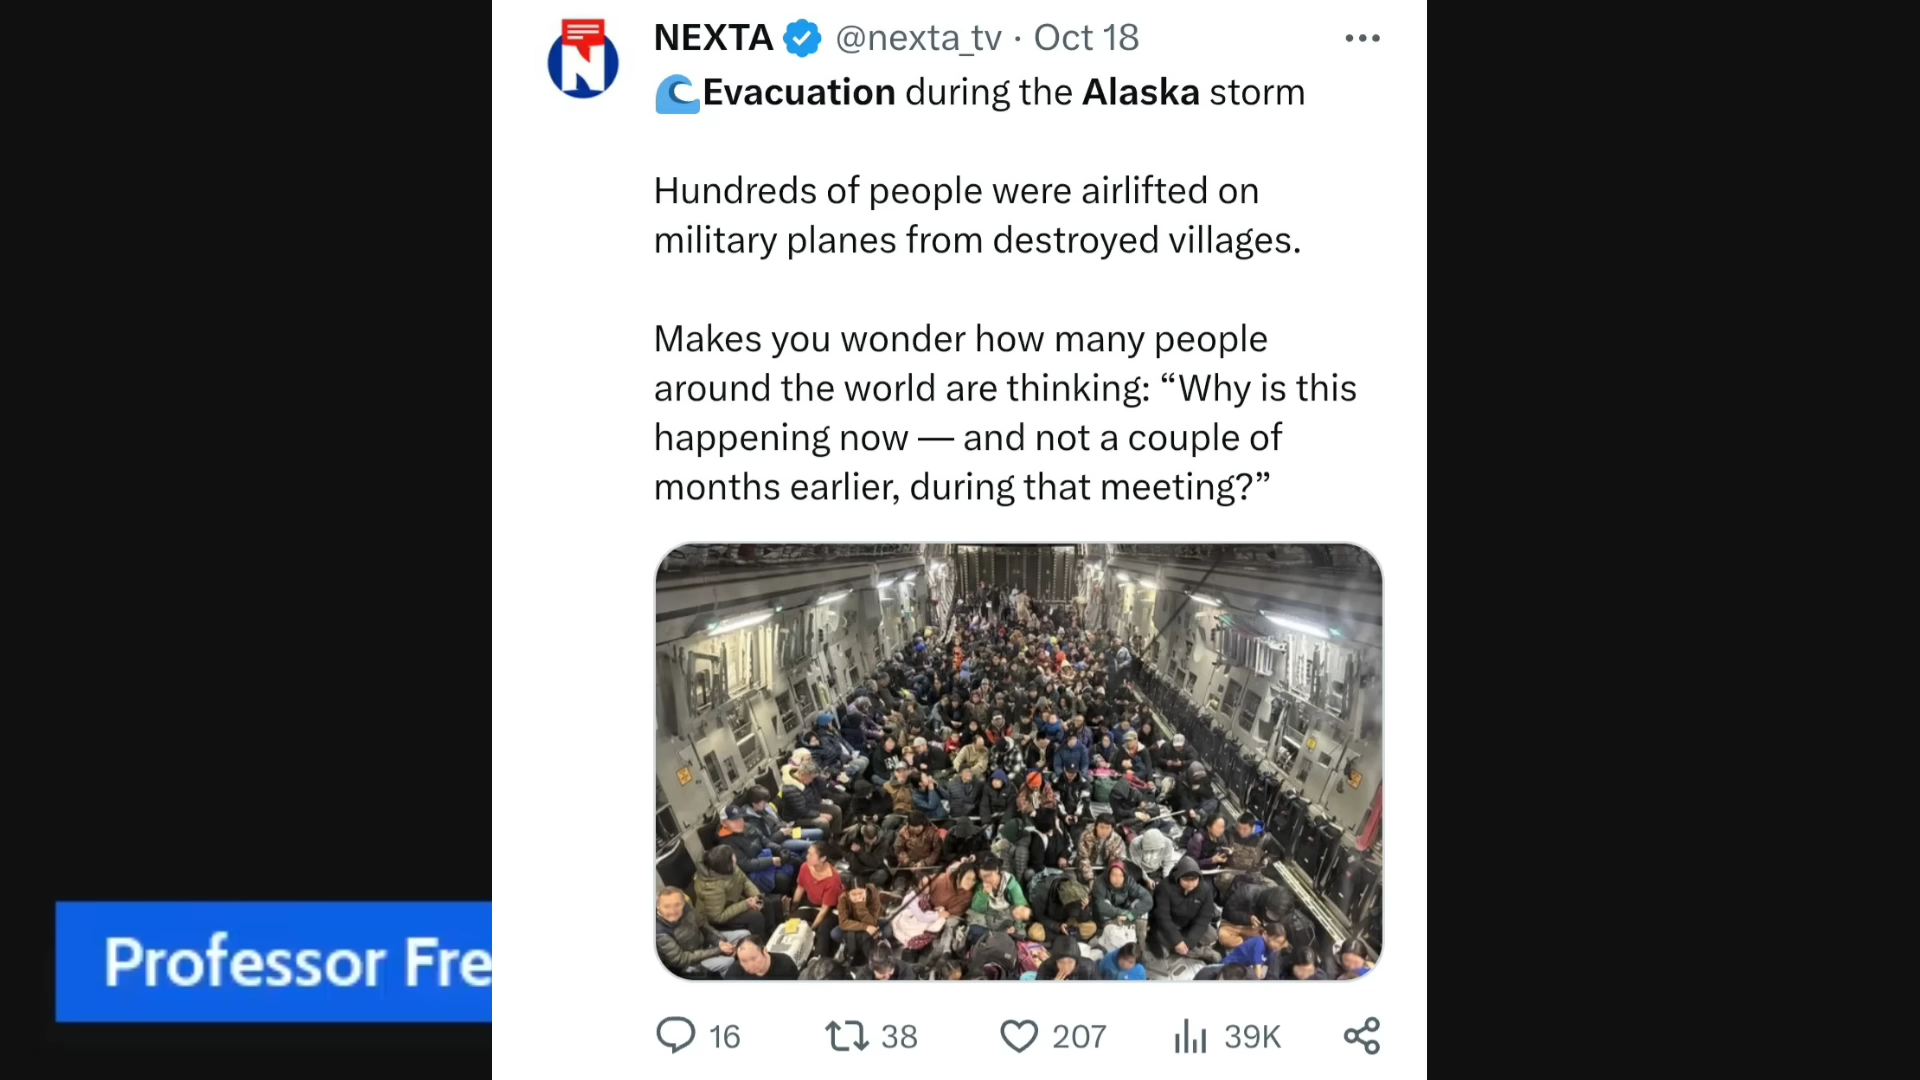 NEXTA @nexta_tv · Oct 18
Evacuation during the Alaska storm
Hundreds of people were airlifted on
military planes from destroyed villages.
Makes you wonder how many people
around the world are thinking: “Why is this
happening now — and not a couple of
months earlier, during that meeting?”
Professor Fre
16 38 207 39K